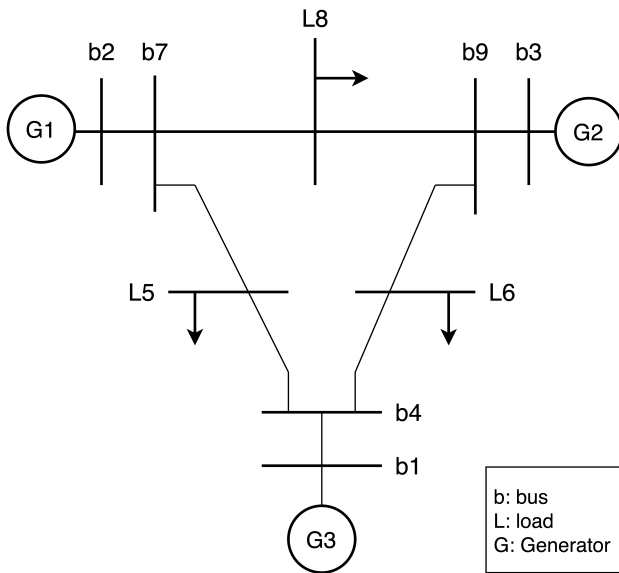 L8
b2
b7
b9
b3
G1
G2
L5
L6
b4
b1
G3
b: bus
L: load
G: Generator